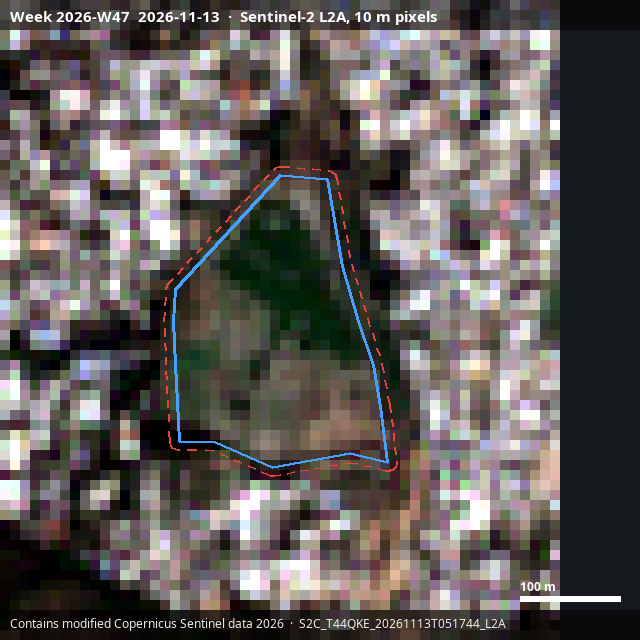 Week 2026-W47  2026-11-13  ·  Sentinel-2 L2A, 10 m pixels
100 m
Contains modified Copernicus Sentinel data 2026  ·  S2C_T44QKE_20261113T051744_L2A